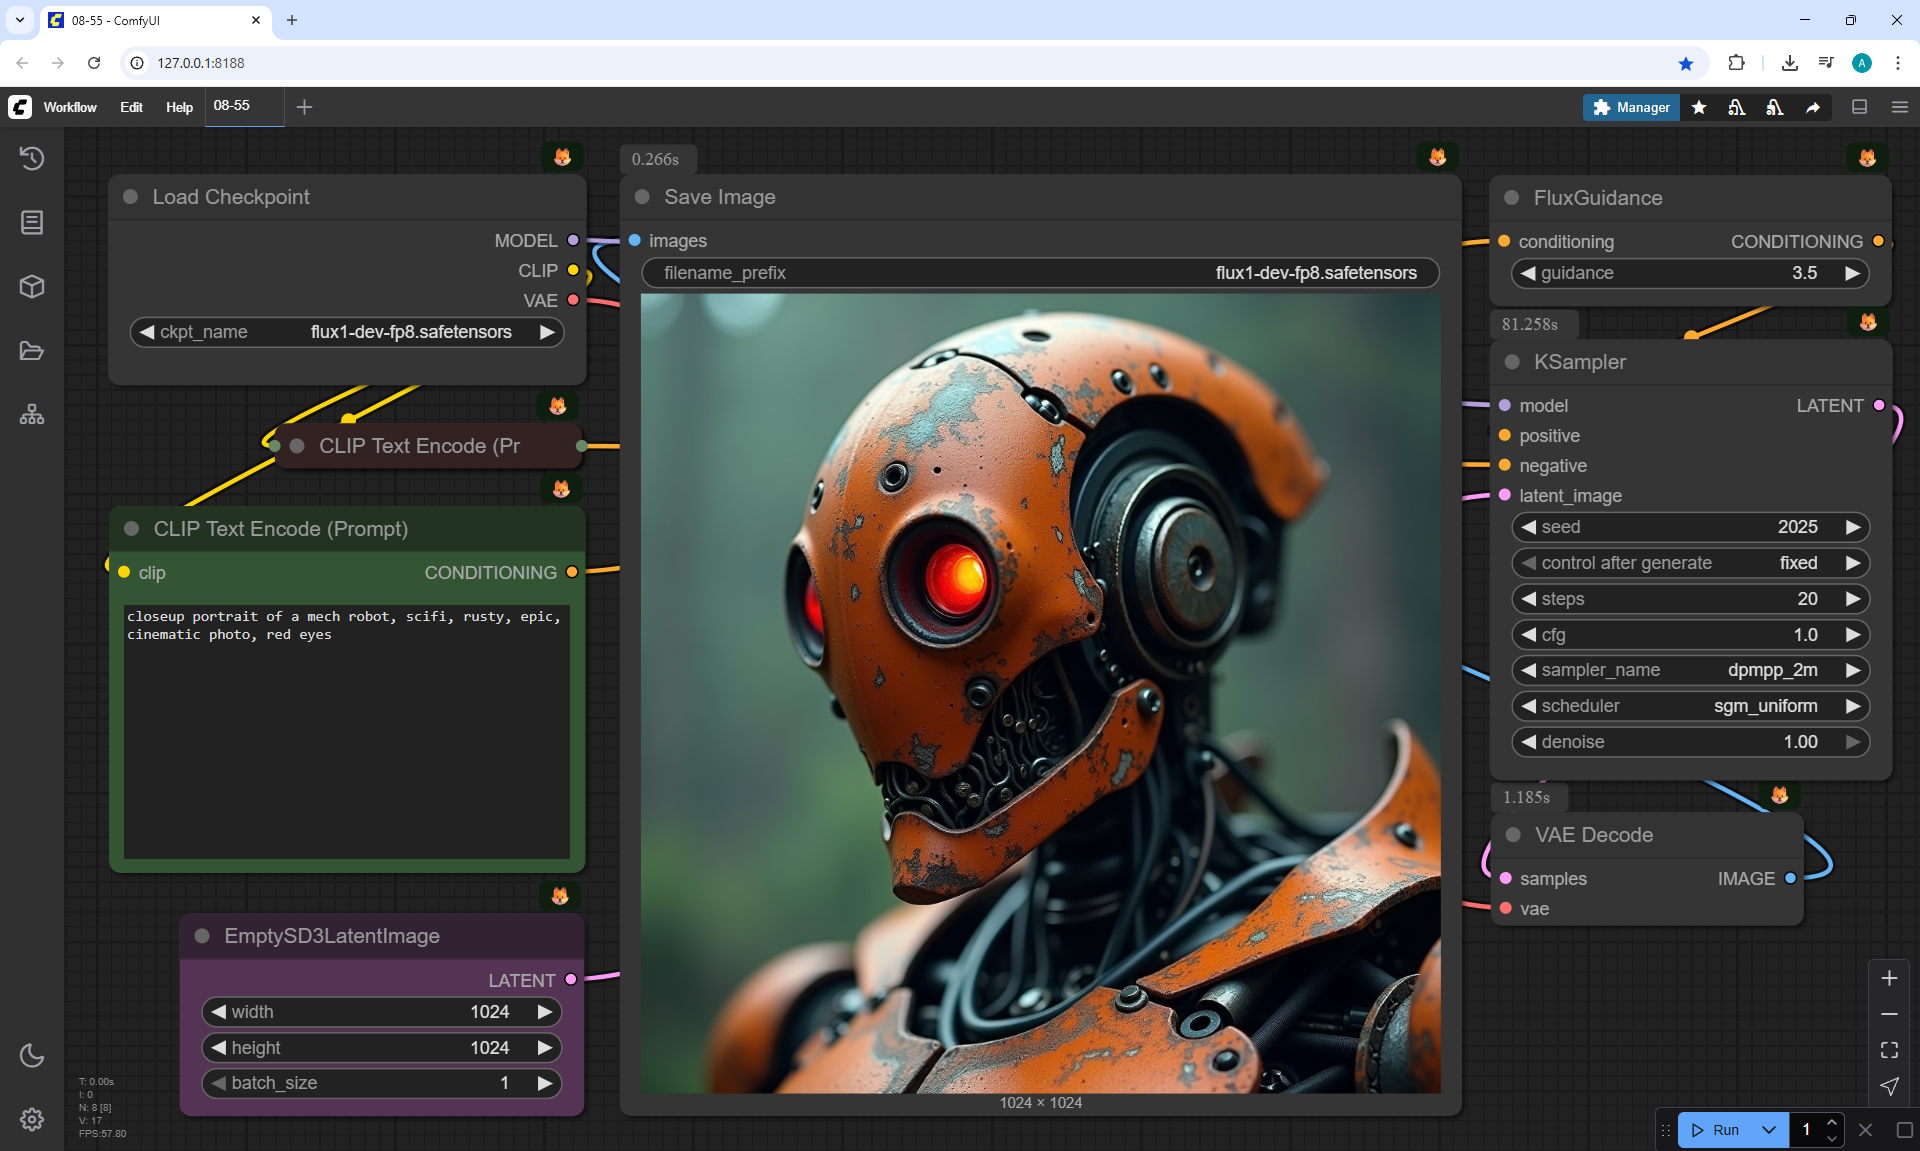 08-55 - ComfyUI
127.0.0.1:8188
A
Workflow Edit Help 08-55
Manager
Load Checkpoint
MODEL
CLIP
VAE
ckpt_name flux1-dev-fp8.safetensors
CLIP Text Encode (Pr
CLIP Text Encode (Prompt)
clip CONDITIONING
closeup portrait of a mech robot, scifi, rusty, epic,
cinematic photo, red eyes
EmptySD3LatentImage
LATENT
width 1024
height 1024
batch_size 1
T: 0.00s
I: 0
N: 8 [8]
V: 17
FPS:57.80
0.266s
Save Image
images
filename_prefix flux1-dev-fp8.safetensors
1024 × 1024
FluxGuidance
conditioning CONDITIONING
guidance 3.5
81.258s
KSampler
model LATENT
positive
negative
latent_image
seed 2025
control after generate fixed
steps 20
cfg 1.0
sampler_name dpmpp_2m
scheduler sgm_uniform
denoise 1.00
1.185s
VAE Decode
samples IMAGE
vae
Run 1